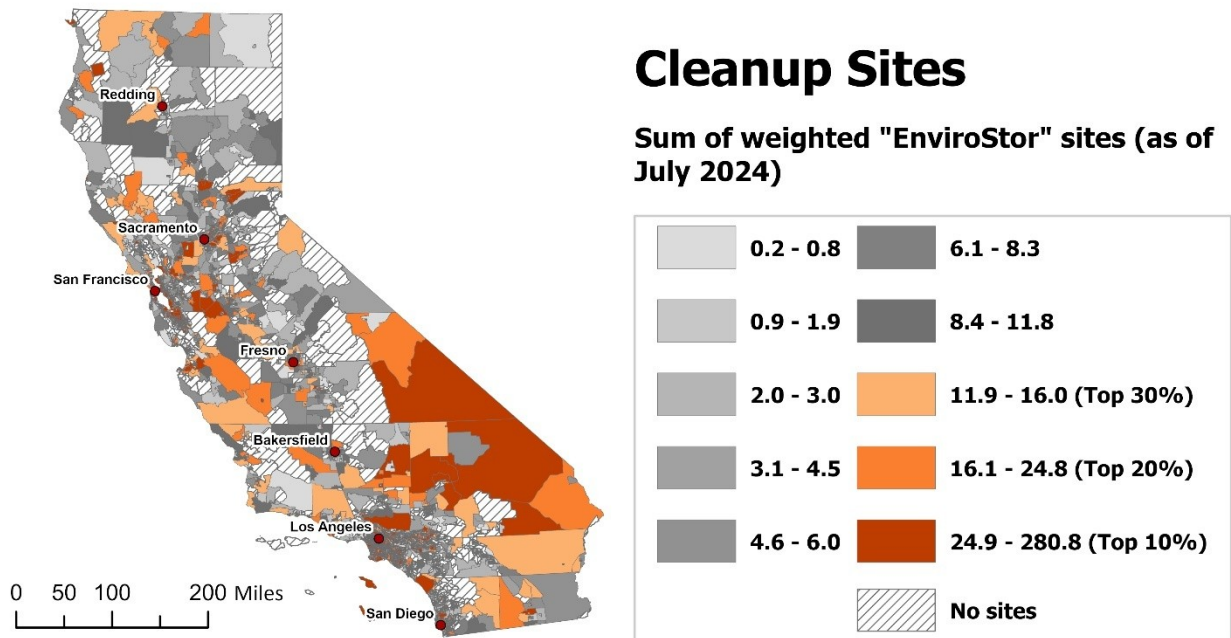 Cleanup Sites
Sum of weighted "EnviroStor" sites (as of
July 2024)
0.2 - 0.8
6.1 - 8.3
0.9 - 1.9
8.4 - 11.8
2.0 - 3.0
11.9 - 16.0 (Top 30%)
3.1 - 4.5
16.1 - 24.8 (Top 20%)
4.6 - 6.0
24.9 - 280.8 (Top 10%)
No sites
Redding
Sacramento
San Francisco
Fresno
Bakersfield
Los Angeles
San Diego
0 50 100 200 Miles